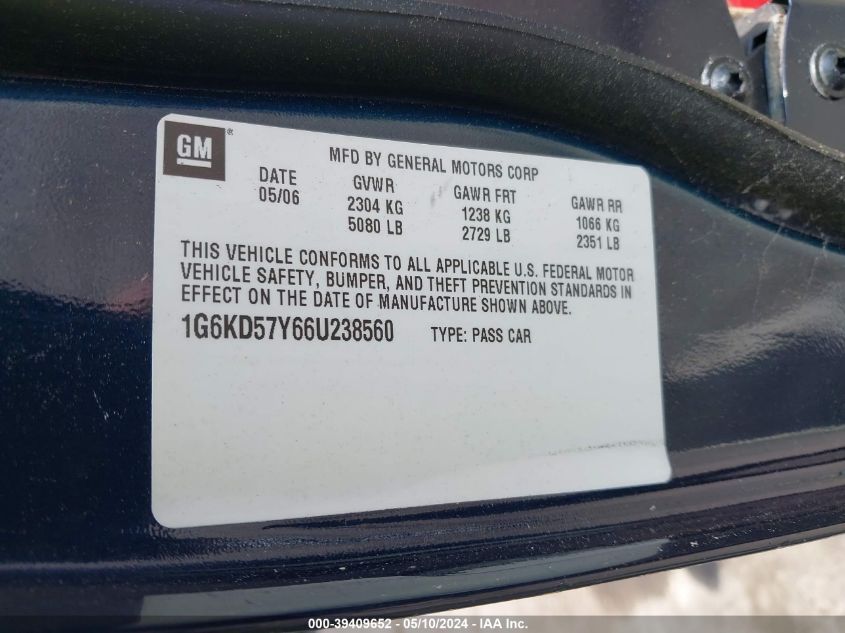 GM®
MFD BY GENERAL MOTORS CORP
DATE GVWR GAWR FRT GAWR RR
05/06 2304 KG 1238 KG 1066 KG
5080 LB 2729 LB 2351 LB
THIS VEHICLE CONFORMS TO ALL APPLICABLE U.S. FEDERAL MOTOR
VEHICLE SAFETY, BUMPER, AND THEFT PREVENTION STANDARDS IN
EFFECT ON THE DATE OF MANUFACTURE SHOWN ABOVE.
1G6KD57Y66U238560 TYPE: PASS CAR
000-39409652 - 05/10/2024 - IAA Inc.